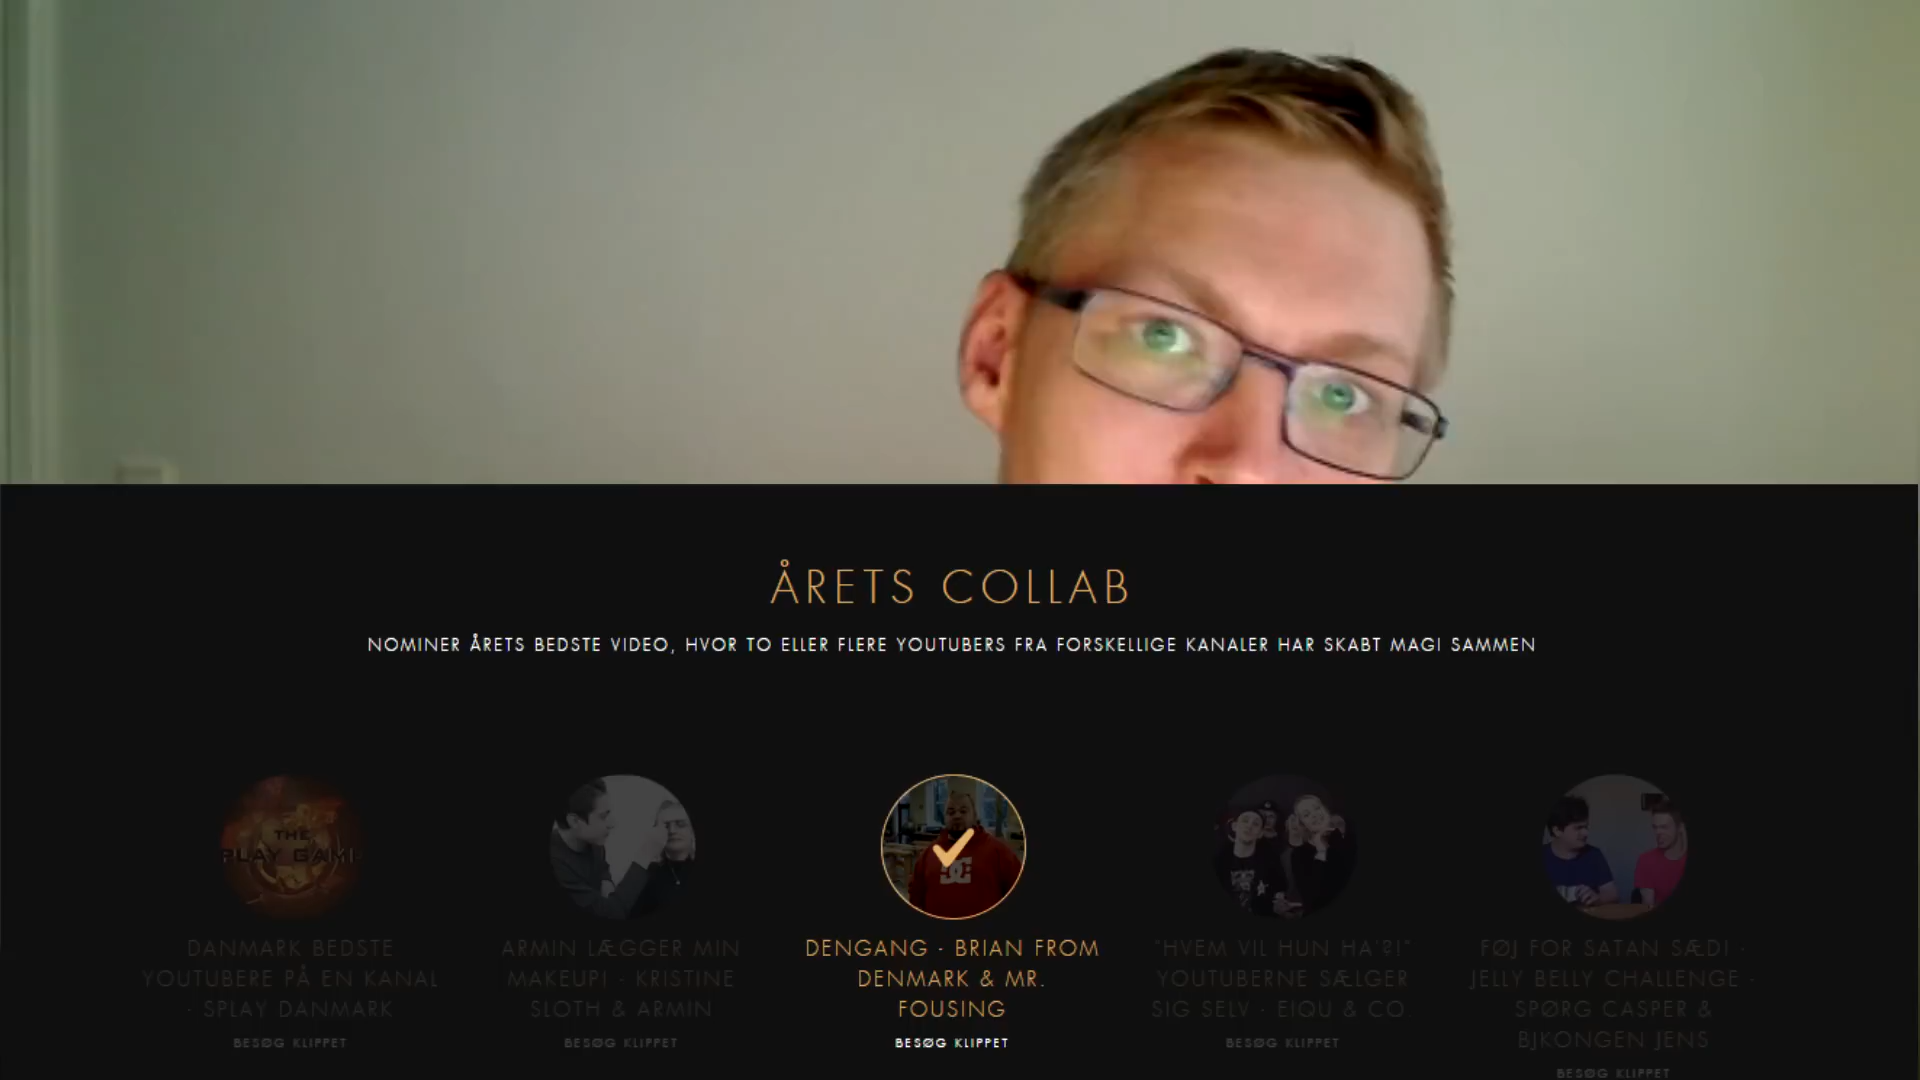 ÅRETS COLLAB
NOMINER ÅRETS BEDSTE VIDEO, HVOR TO ELLER FLERE YOUTUBERS FRA FORSKELLIGE KANALER HAR SKABT MAGI SAMMEN
THE
PLAY GAME
DANMARK BEDSTE
YOUTUBERE PÅ EN KANAL
- SPLAY DANMARK
BESØG KLIPPET
ARMIN LÆGGER MIN
MAKEUP! - KRISTINE
SLOTH & ARMIN
BESØG KLIPPET
DC
DENGANG - BRIAN FROM
DENMARK & MR.
FOUSING
BESØG KLIPPET
"HVEM VIL HUN HA'?!"
YOUTUBERNE SÆLGER
SIG SELV - EIQU & CO
BESØG KLIPPET
FØJ FOR SATAN SÆD! -
JELLY BELLY CHALLENGE -
SPØRG CASPER &
BJKONGEN JENS
BESØG KLIPPET